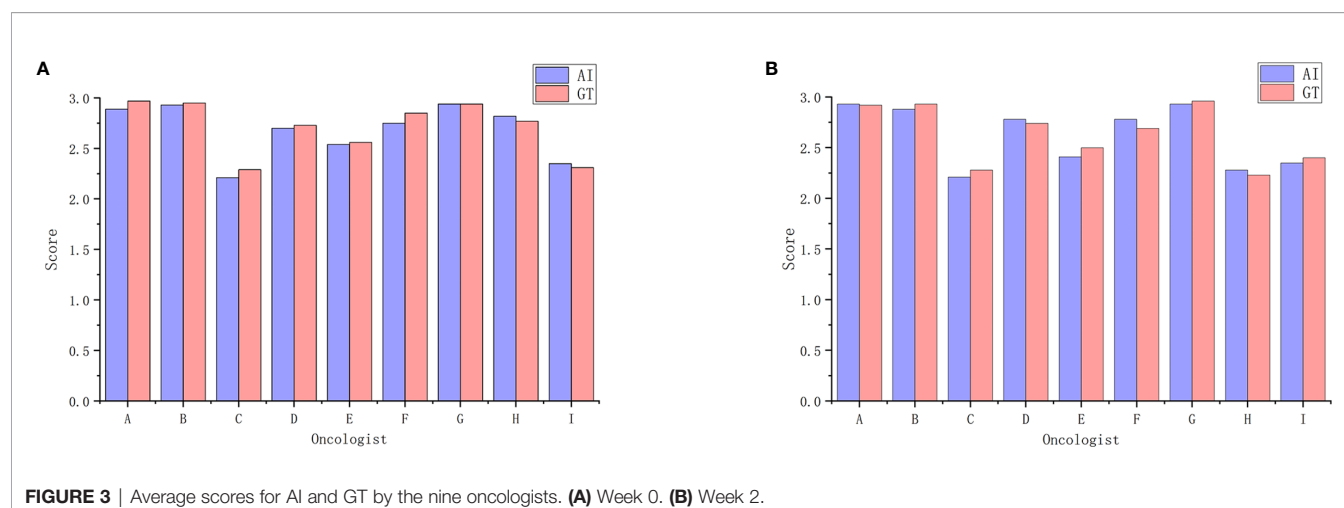 A
AI
GT
3.0
2.5
2.0
1.5
1.0
0.5
0.0
Score
A B C D E F G H I
Oncologist
B
AI
GT
3.0
2.5
2.0
1.5
1.0
0.5
0.0
Score
A B C D E F G H I
Oncologist
FIGURE 3 | Average scores for AI and GT by the nine oncologists. (A) Week 0. (B) Week 2.